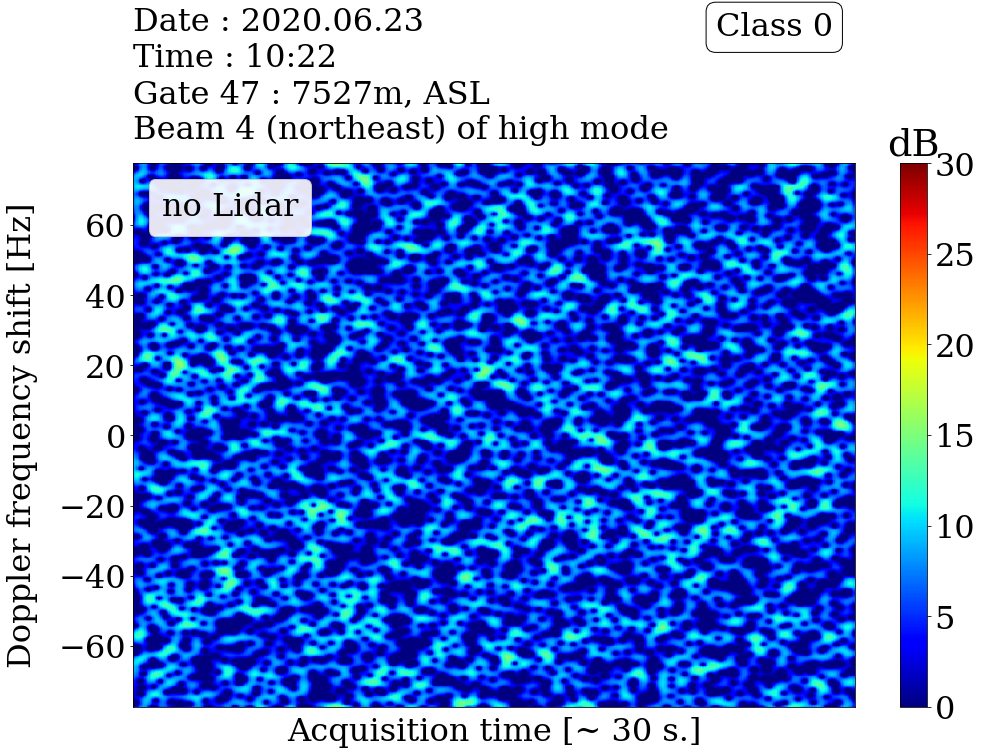 Date : 2020.06.23
Time : 10:22
Gate 47 : 7527m, ASL
Beam 4 (northeast) of high mode
Class 0
no Lidar
Doppler frequency shift [Hz]
60
40
20
0
−20
−40
−60
Acquisition time [~ 30 s.]
dB
30
25
20
15
10
5
0